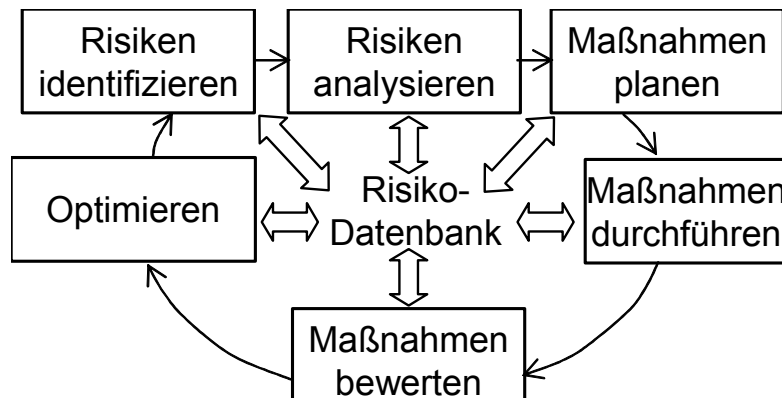 Risiken
identifizieren
Risiken
analysieren
Maßnahmen
planen
Optimieren
Risiko-
Datenbank
Maßnahmen
durchführen
Maßnahmen
bewerten